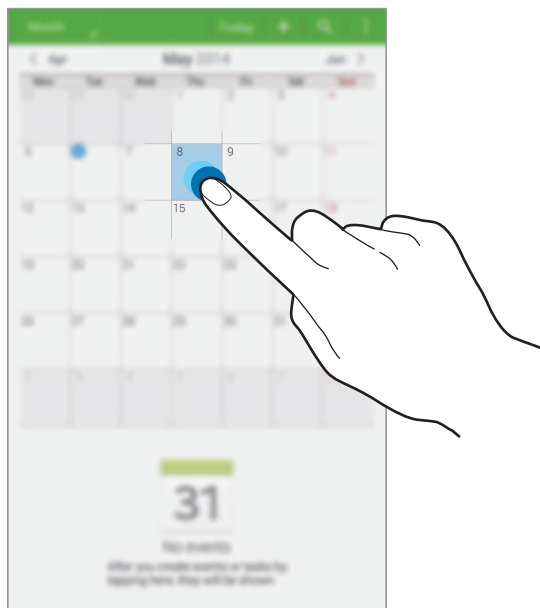 Month Today
Apr May 2014 Jun
Mon Tue Wed Thu Fri Sat Sun
1 2 3 4
6 7 8 9 10 11
12 13 14 15 17 18
19 20 21 22 23
26 27 28 29 30 31
31
No events
After you create events or tasks by
tapping here, they will be shown